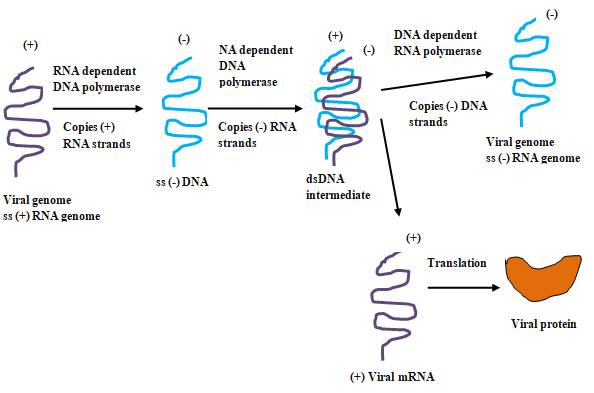 (+)
RNA dependent
DNA polymerase
Copies (+)
RNA strands
Viral genome
ss (+) RNA genome
(-)
ss (-) DNA
NA dependent
DNA
polymerase
Copies (-) RNA
strands
(+)
(-)
dsDNA
intermediate
DNA dependent
RNA polymerase
Copies (-) DNA
strands
(-)
Viral genome
ss (-) RNA genome
(+)
(+) Viral mRNA
Translation
Viral protein